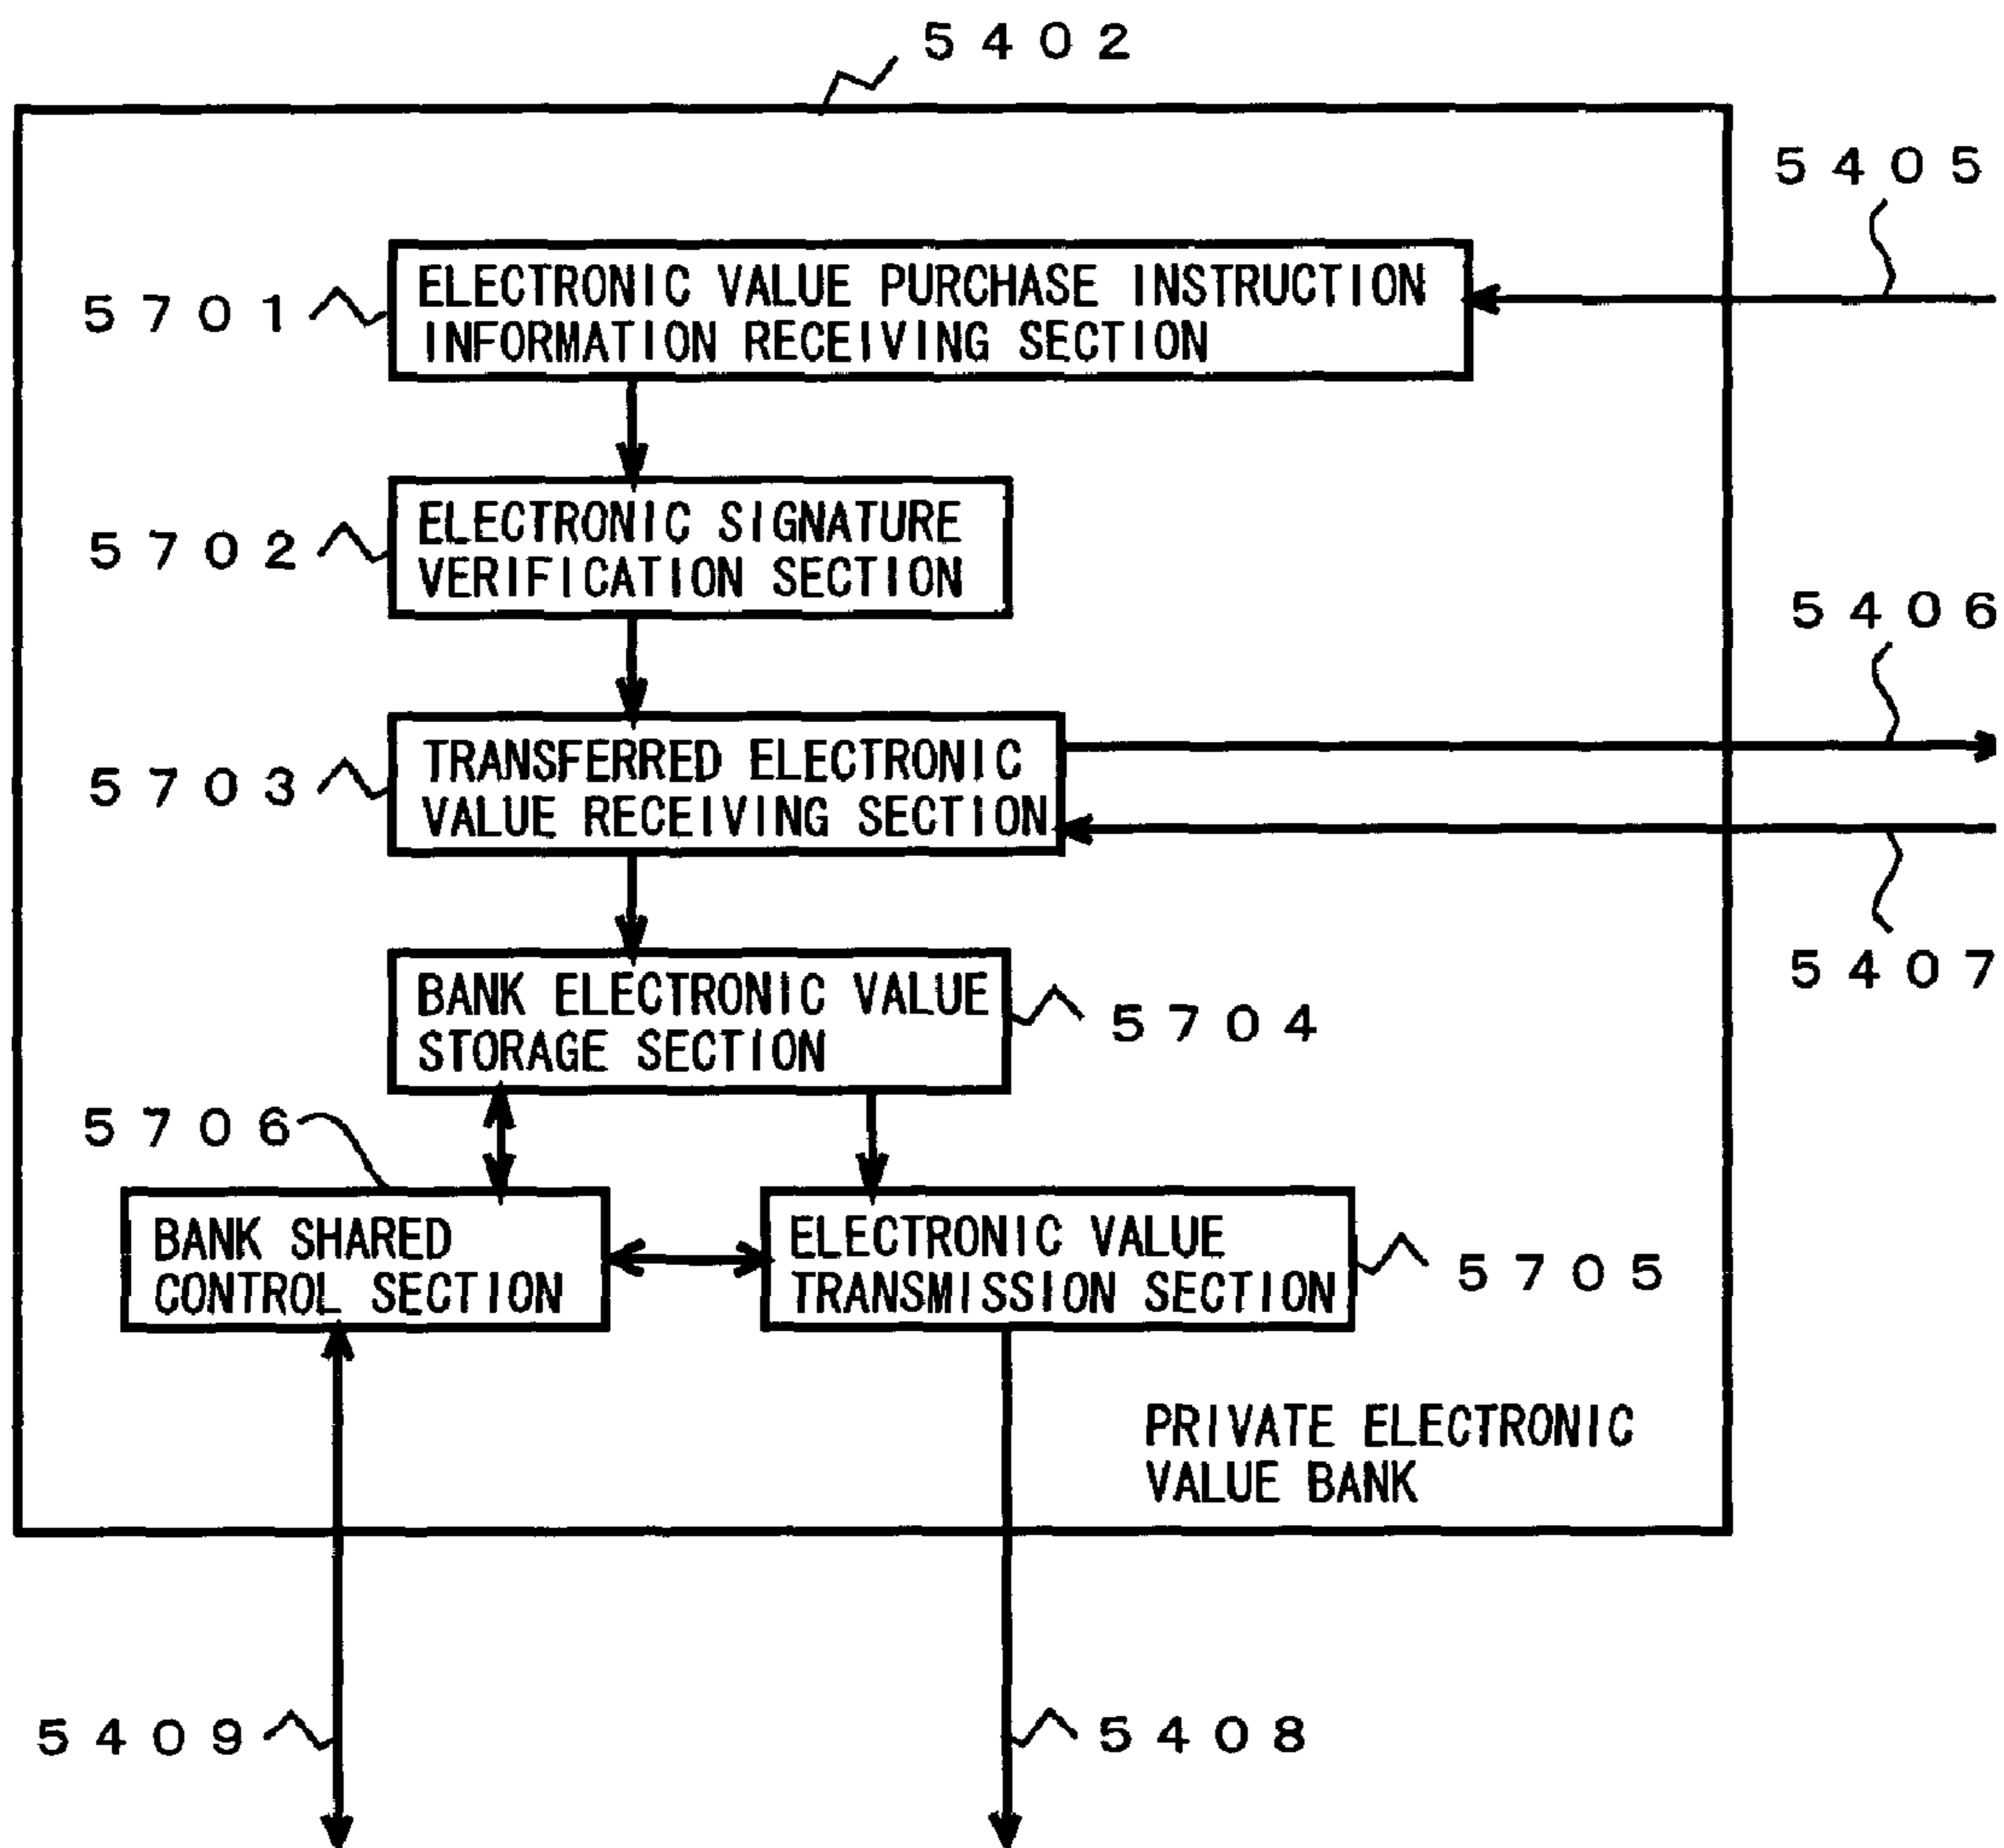 5402
5405
5701
ELECTRONIC VALUE PURCHASE INSTRUCTION
INFORMATION RECEIVING SECTION
5702
ELECTRONIC SIGNATURE
VERIFICATION SECTION
5406
5703
TRANSFERRED ELECTRONIC
VALUE RECEIVING SECTION
5407
BANK ELECTRONIC VALUE
STORAGE SECTION
5704
5706
BANK SHARED
CONTROL SECTION
ELECTRONIC VALUE
TRANSMISSION SECTION
5705
PRIVATE ELECTRONIC
VALUE BANK
5409
5408